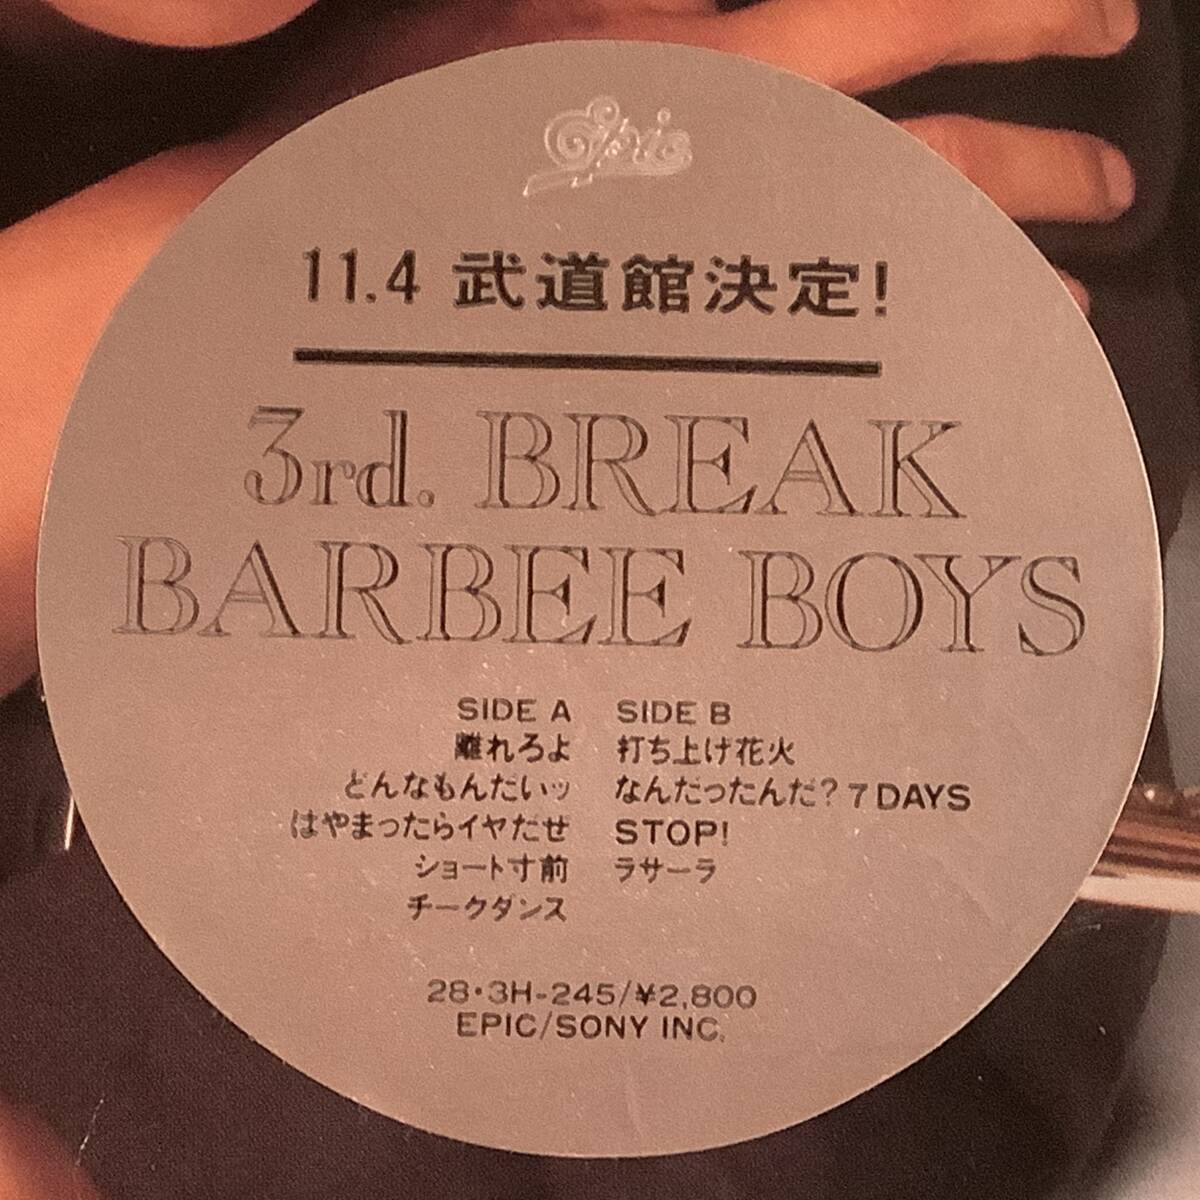 Epic
11.4 武道館決定!
3rd. BREAK
BARBEE BOYS
SIDE A
離れろよ
どんなもんだいッ
はやまったらイヤだぜ
ショート寸前
チークダンス
SIDE B
打ち上げ花火
なんだったんだ? 7 DAYS
STOP!
ラサーラ
28・3H-245/¥2,800
EPIC/SONY INC.